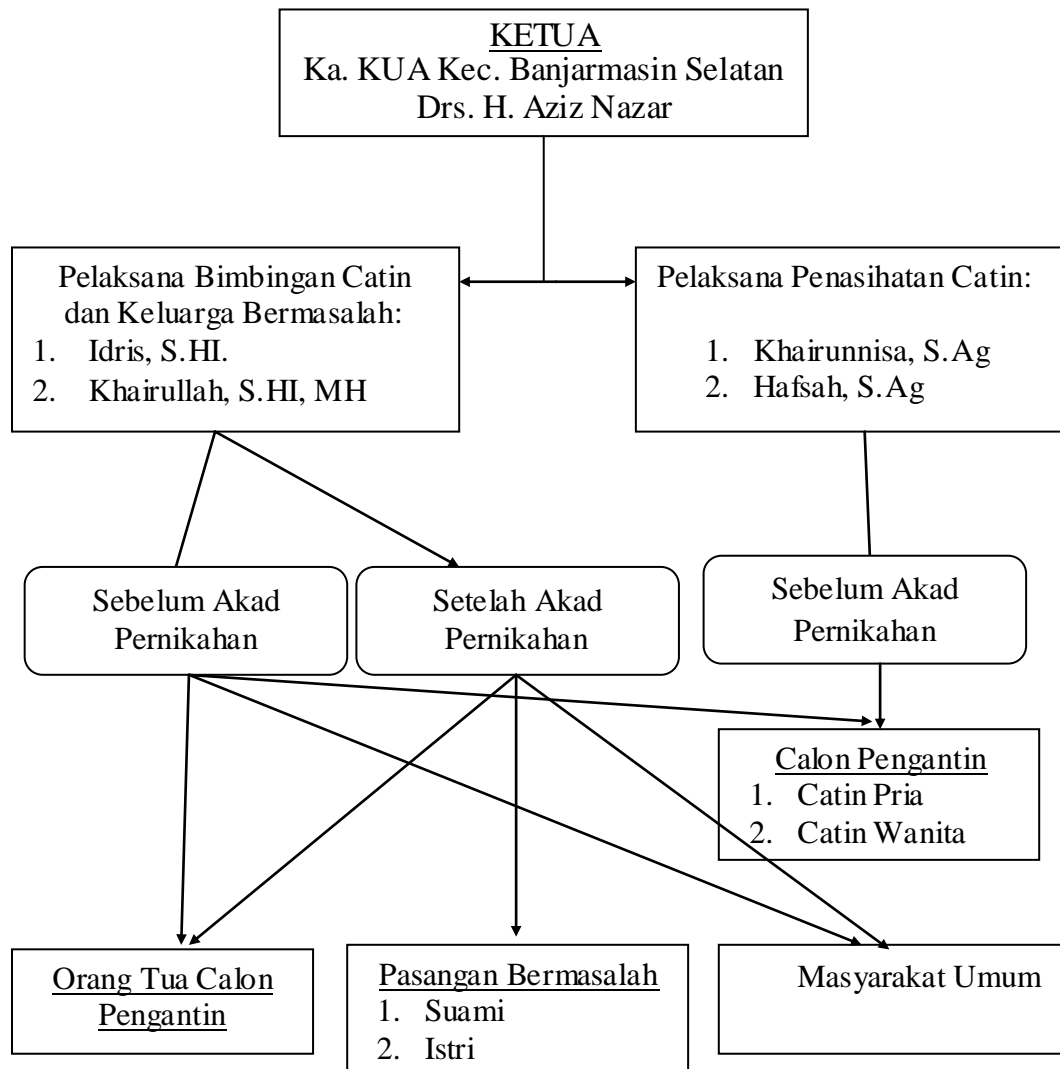 KETUA
Ka. KUA Kec. Banjarmasin Selatan
Drs. H. Aziz Nazar
Pelaksana Bimbingan Catin
dan Keluarga Bermasalah:
1. Idris, S.HI.
2. Khairullah, S.HI, MH
Pelaksana Penasihatan Catin:
1. Khairunnisa, S.Ag
2. Hafsah, S.Ag
Sebelum Akad
Pernikahan
Setelah Akad
Pernikahan
Sebelum Akad
Pernikahan
Calon Pengantin
1. Catin Pria
2. Catin Wanita
Orang Tua Calon
Pengantin
Pasangan Bermasalah
1. Suami
2. Istri
Masyarakat Umum